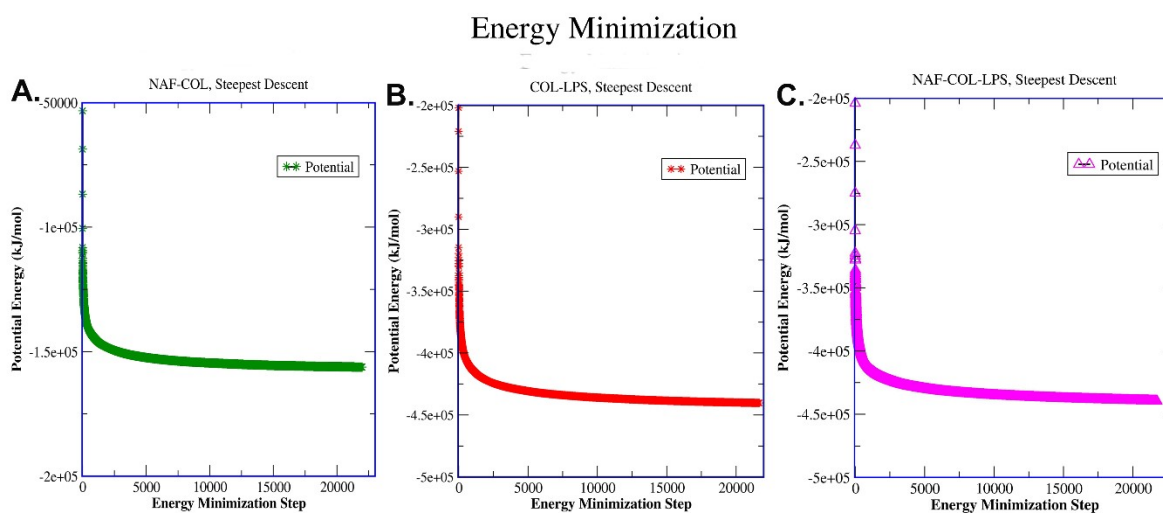 Energy Minimization
A.
NAF-COL, Steepest Descent
-50000
-1e+05
-1.5e+05
-2e+05
Potential Energy (kJ/mol)
Potential
0 5000 10000 15000 20000
Energy Minimization Step
B.
COL-LPS, Steepest Descent
-2e+05
-2.5e+05
-3e+05
-3.5e+05
-4e+05
-4.5e+05
-5e+05
Potential Energy (kJ/mol)
Potential
0 5000 10000 15000 20000
Energy Minimization Step
C.
NAF-COL-LPS, Steepest Descent
-2e+05
-2.5e+05
-3e+05
-3.5e+05
-4e+05
-4.5e+05
-5e+05
Potential Energy (kJ/mol)
Potential
0 5000 10000 15000 20000
Energy Minimization Step